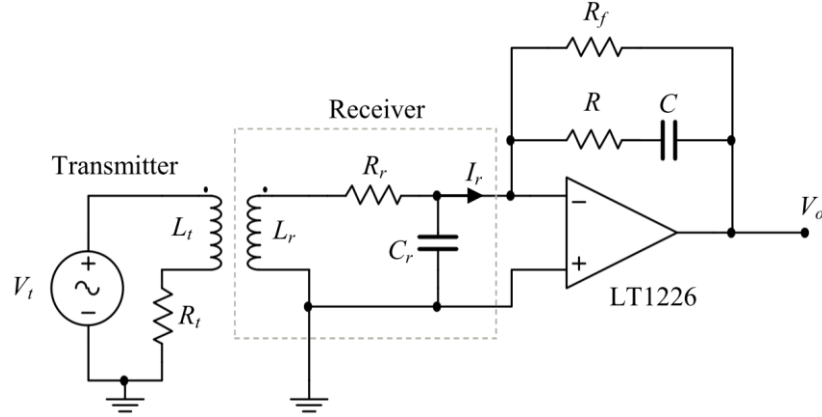 R_f
R
C
Receiver
Transmitter
R_r
I_r
L_t
L_r
C_r
V_t
R_t
V_o
LT1226
+
−
−
+